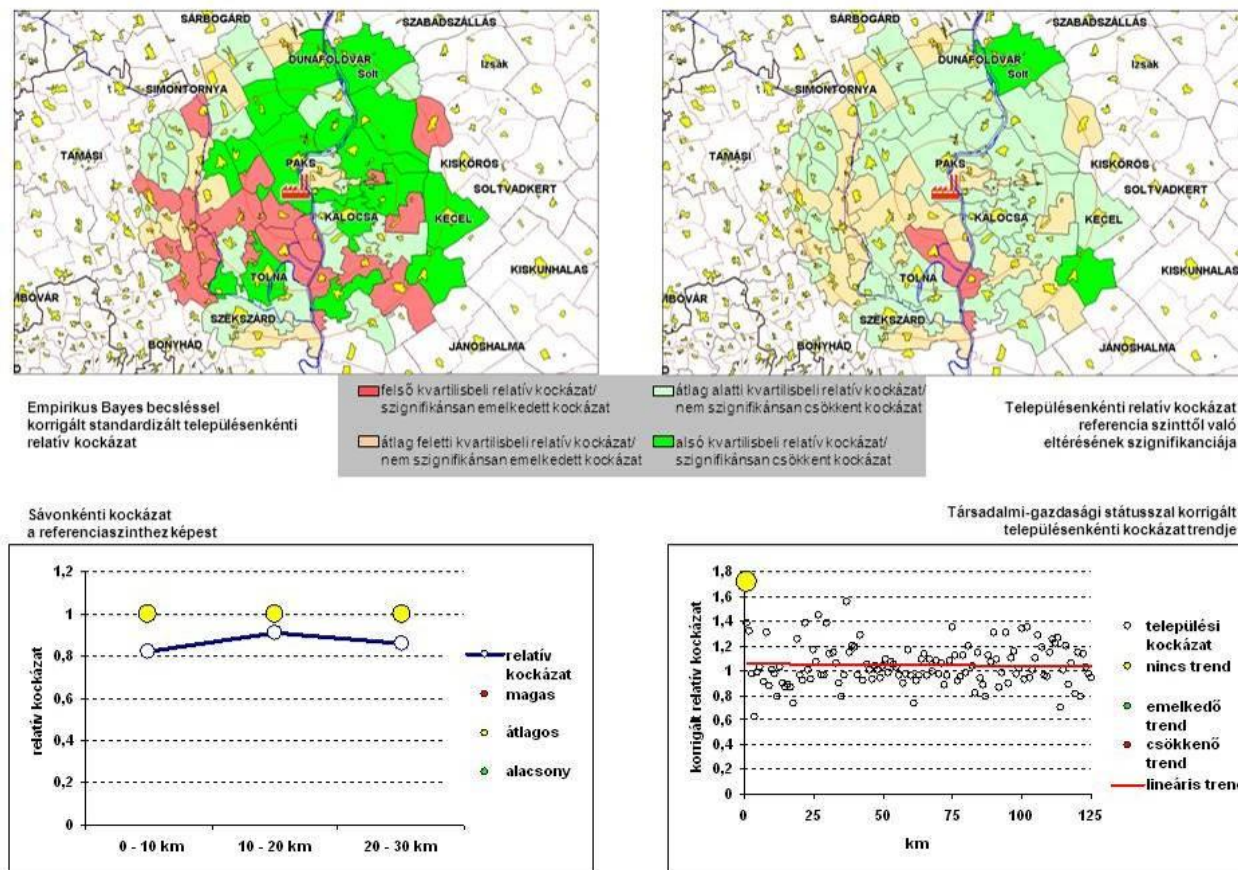 SÁRBOGÁRD
SZABADSZÁLLÁS
DUNAFÖLDVÁR
Solt
Izsák
SIMONTORNYA
TAMÁSI
PAKS
KISKŐRÖS
SOLTVADKERT
KALOCSA
KECEL
TOLNA
KISKUNHALAS
MBÓVÁR
SZEKSZÁRD
BONYHÁD
JÁNOSHALMA
SÁRBOGÁRD
SZABADSZÁLLÁS
DUNAFÖLDVÁR
Solt
Izsák
SIMONTORNYA
TAMÁSI
PAKS
KISKŐRÖS
SOLTVADKERT
KALOCSA
KECEL
TOLNA
KISKUNHALAS
MBÓVÁR
SZEKSZÁRD
BONYHÁD
JÁNOSHALMA
Empirikus Bayes becsléssel
korrigált standardizált településenkénti
relatív kockázat
felső kvartilisbeli relatív kockázat/
szignifikánsan emelkedett kockázat
átlag feletti kvartilisbeli relatív kockázat/
nem szignifikánsan emelkedett kockázat
átlag alatti kvartilisbeli relatív kockázat/
nem szignifikánsan csökkent kockázat
alsó kvartilisbeli relatív kockázat/
szignifikánsan csökkent kockázat
Településenkénti relatív kockázat
referencia szinttől való
eltérésének szignifikanciája
Sávonkénti kockázat
a referenciaszinthez képest
relatív kockázat
1,2
1
0,8
0,6
0,4
0,2
0
0 - 10 km
10 - 20 km
20 - 30 km
relatív
kockázat
magas
átlagos
alacsony
Társadalmi-gazdasági státusszal korrigált
településenkénti kockázat trendje
korrigált relatív kockázat
1,8
1,6
1,4
1,2
1
0,8
0,6
0,4
0,2
0
0
25
50
75
100
125
km
települési
kockázat
nincs trend
emelkedő
trend
csökkenő
trend
lineáris trend